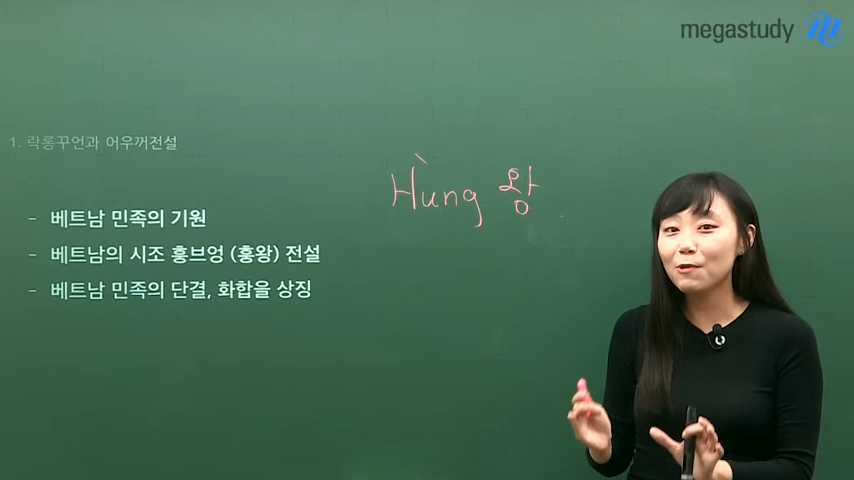 megastudy
1. 락롱꾸언과 어우꺼전설
Hùng 왕
- 베트남 민족의 기원
- 베트남의 시조 훙브엉 (훙왕) 전설
- 베트남 민족의 단결, 화합을 상징